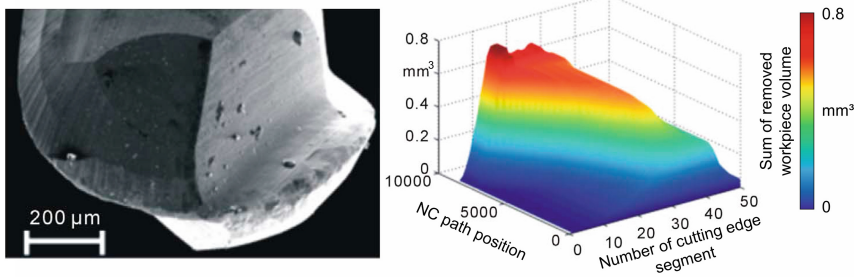 200 µm
0.8
mm³
0.4
0.2
0
10000
5000
0
NC path position
0
10
20
30
40
50
Number of cutting edge
segment
Sum of removed
workpiece volume
0.8
mm³
0